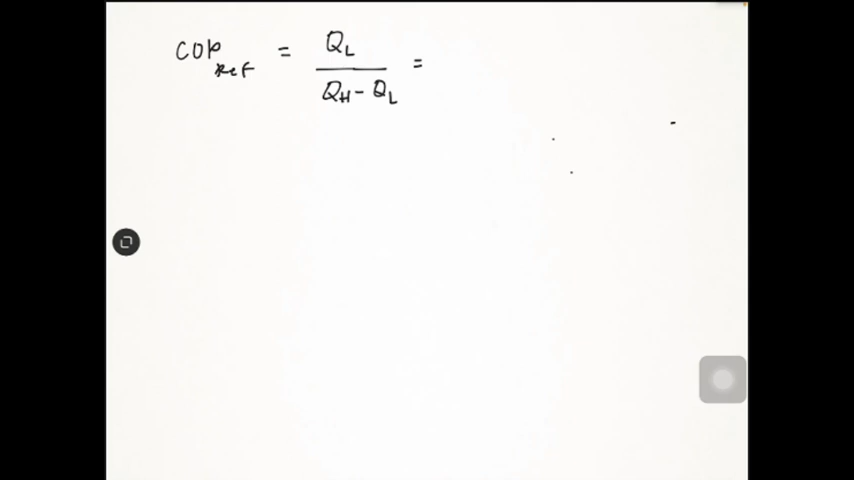 COP_Ref = Q_L / (Q_H - Q_L) =